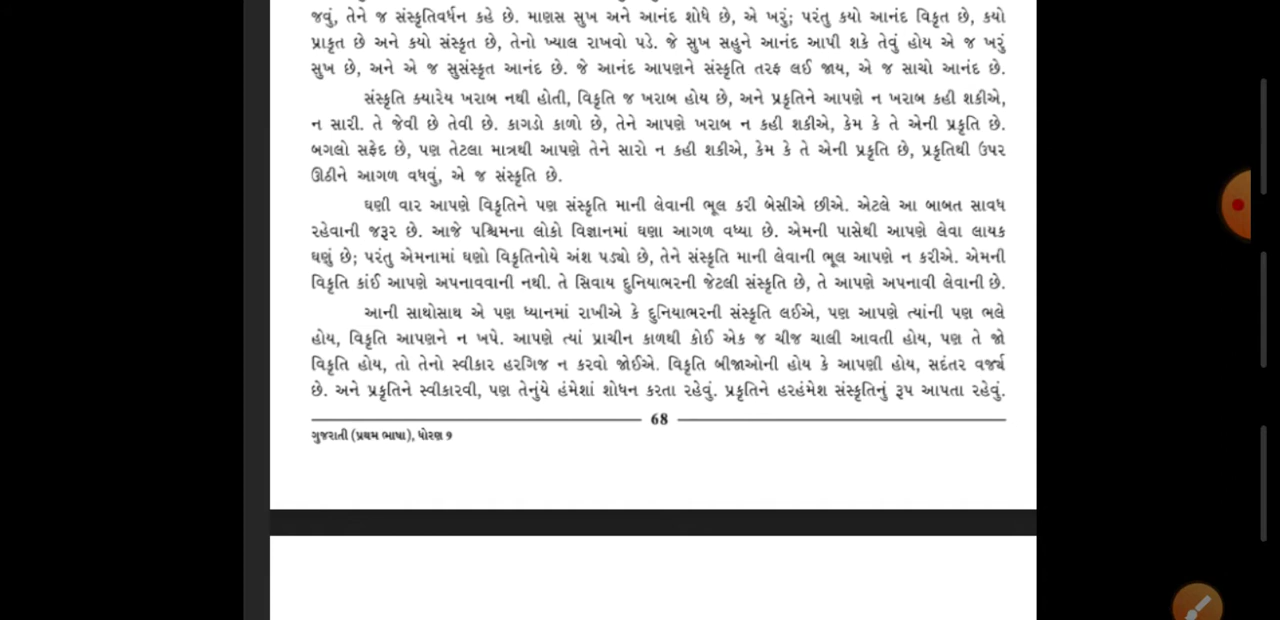 જવું, તેને જ સંસ્કૃતિવર્ધન કહે છે. માણસ સુખ અને આનંદ શોધે છે, એ ખરું; પરંતુ કયો આનંદ વિકૃત છે, કયો
પ્રાકૃત છે અને કયો સંસ્કૃત છે, તેનો ખ્યાલ રાખવો પડે. જે સુખ સહુને આનંદ આપી શકે તેવું હોય એ જ ખરું
સુખ છે, અને એ જ સુસંસ્કૃત આનંદ છે. જે આનંદ આપણને સંસ્કૃતિ તરફ લઈ જાય, એ જ સાચો આનંદ છે.
સંસ્કૃતિ ક્યારેય ખરાબ નથી હોતી, વિકૃતિ જ ખરાબ હોય છે, અને પ્રકૃતિને આપણે ન ખરાબ કહી શકીએ,
ન સારી. તે જેવી છે તેવી છે. કાગડો કાળો છે, તેને આપણે ખરાબ ન કહી શકીએ, કેમ કે તે એની પ્રકૃતિ છે.
બગલો સફેદ છે, પણ તેટલા માત્રથી આપણે તેને સારો ન કહી શકીએ, કેમ કે તે એની પ્રકૃતિ છે, પ્રકૃતિથી ઉપર
ઊઠીને આગળ વધવું, એ જ સંસ્કૃતિ છે.
ઘણી વાર આપણે વિકૃતિને પણ સંસ્કૃતિ માની લેવાની ભૂલ કરી બેસીએ છીએ. એટલે આ બાબત સાવધ
રહેવાની જરૂર છે. આજે પશ્ચિમના લોકો વિજ્ઞાનમાં ઘણા આગળ વધ્યા છે. એમની પાસેથી આપણે લેવા લાયક
ઘણું છે; પરંતુ એમનામાં ઘણો વિકૃતિનોયે અંશ પડ્યો છે, તેને સંસ્કૃતિ માની લેવાની ભૂલ આપણે ન કરીએ. એમની
વિકૃતિ કાંઈ આપણે અપનાવવાની નથી. તે સિવાય દુનિયાભરની જેટલી સંસ્કૃતિ છે, તે આપણે અપનાવી લેવાની છે.
આની સાથોસાથ એ પણ ધ્યાનમાં રાખીએ કે દુનિયાભરની સંસ્કૃતિ લઈએ, પણ આપણે ત્યાંની પણ ભલે
હોય, વિકૃતિ આપણને ન ખપે. આપણે ત્યાં પ્રાચીન કાળથી કોઈ એક જ ચીજ ચાલી આવતી હોય, પણ તે જો
વિકૃતિ હોય, તો તેનો સ્વીકાર હરગિજ ન કરવો જોઈએ. વિકૃતિ બીજાઓની હોય કે આપણી હોય, સદંતર વર્જ્ય
છે. અને પ્રકૃતિને સ્વીકારવી, પણ તેનુંયે હંમેશાં શોધન કરતા રહેવું. પ્રકૃતિને હરહંમેશ સંસ્કૃતિનું રૂપ આપતા રહેવું.
68
ગુજરાતી (પ્રથમ ભાષા), ધોરણ 9